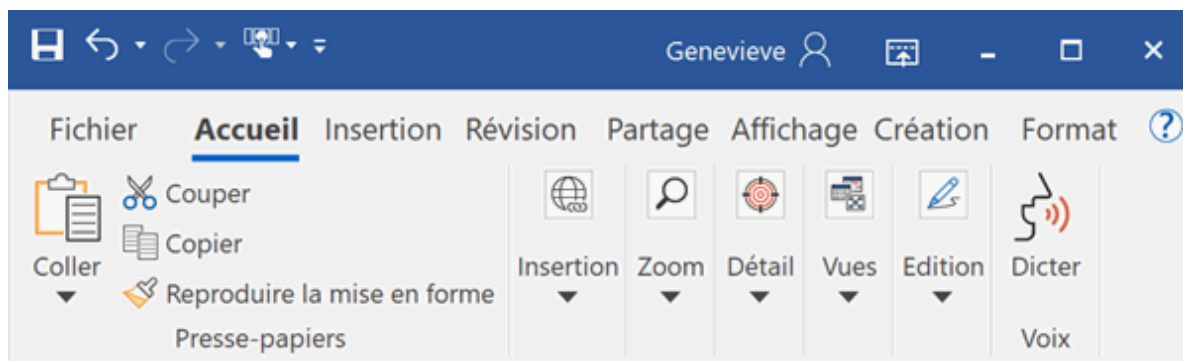 Genevieve
Fichier Accueil Insertion Révision Partage Affichage Création Format ?
Couper
Copier
Coller Insertion Zoom Détail Vues Edition Dicter
Reproduire la mise en forme
Presse-papiers Voix